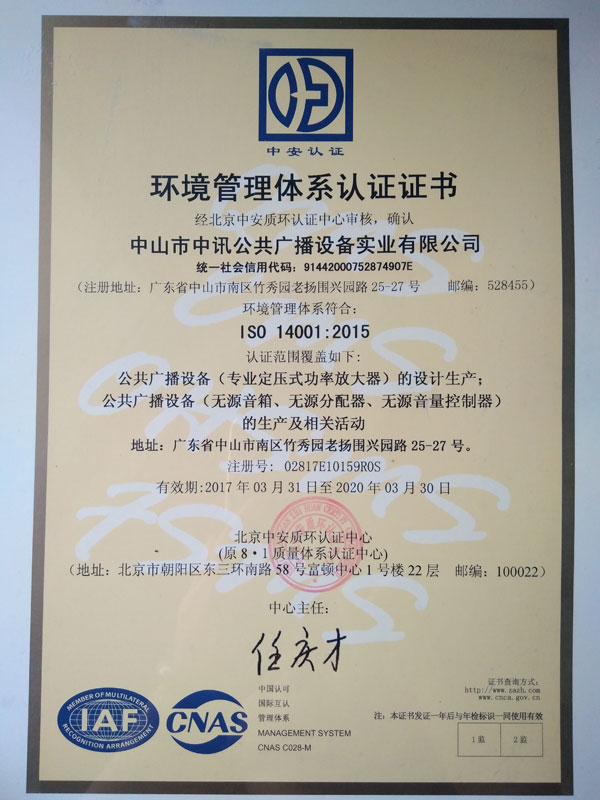 中安认证
环境管理体系认证证书
经北京中安质环认证中心审核，确认
中山市中讯公共广播设备实业有限公司
统一社会信用代码：91442000752874907E
（注册地址：广东省中山市南区竹秀园老扬围兴园路25-27号　邮编：528455）
环境管理体系符合：
ISO 14001:2015
认证范围覆盖如下：
公共广播设备（专业定压式功率放大器）的设计生产；
公共广播设备（无源音箱、无源分配器、无源音量控制器）
的生产及相关活动
地址：广东省中山市南区竹秀园老扬围兴园路25-27号。
注册号：02817E10159R0S
有效期:2017年03月31日至2020年03月30日
北京中安质环认证中心
(原8·1质量体系认证中心)
（地址：北京市朝阳区东三环南路58号富顿中心1号楼22层　邮编：100022）
中心主任：
任庆才
MEMBER OF MULTILATERAL
IAF
RECOGNITION ARRANGEMENT
CNAS
中国认可
国际互认
管理体系
MANAGEMENT SYSTEM
CNAS C028-M
证书查询方式：
http://www.zazh.com
www.cnca.gov.cn
注：本证书发证一年后与年检标识一同使用有效
1监 2监